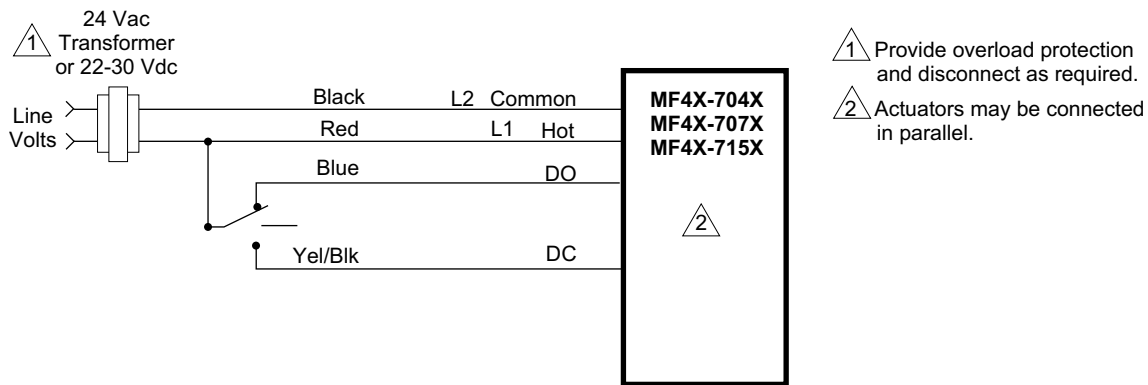 24 Vac
1 Transformer
or 22-30 Vdc
Line
Volts
Black L2 Common
Red L1 Hot
Blue DO
Yel/Blk DC
MF4X-704X
MF4X-707X
MF4X-715X
2
1 Provide overload protection
and disconnect as required.
2 Actuators may be connected
in parallel.